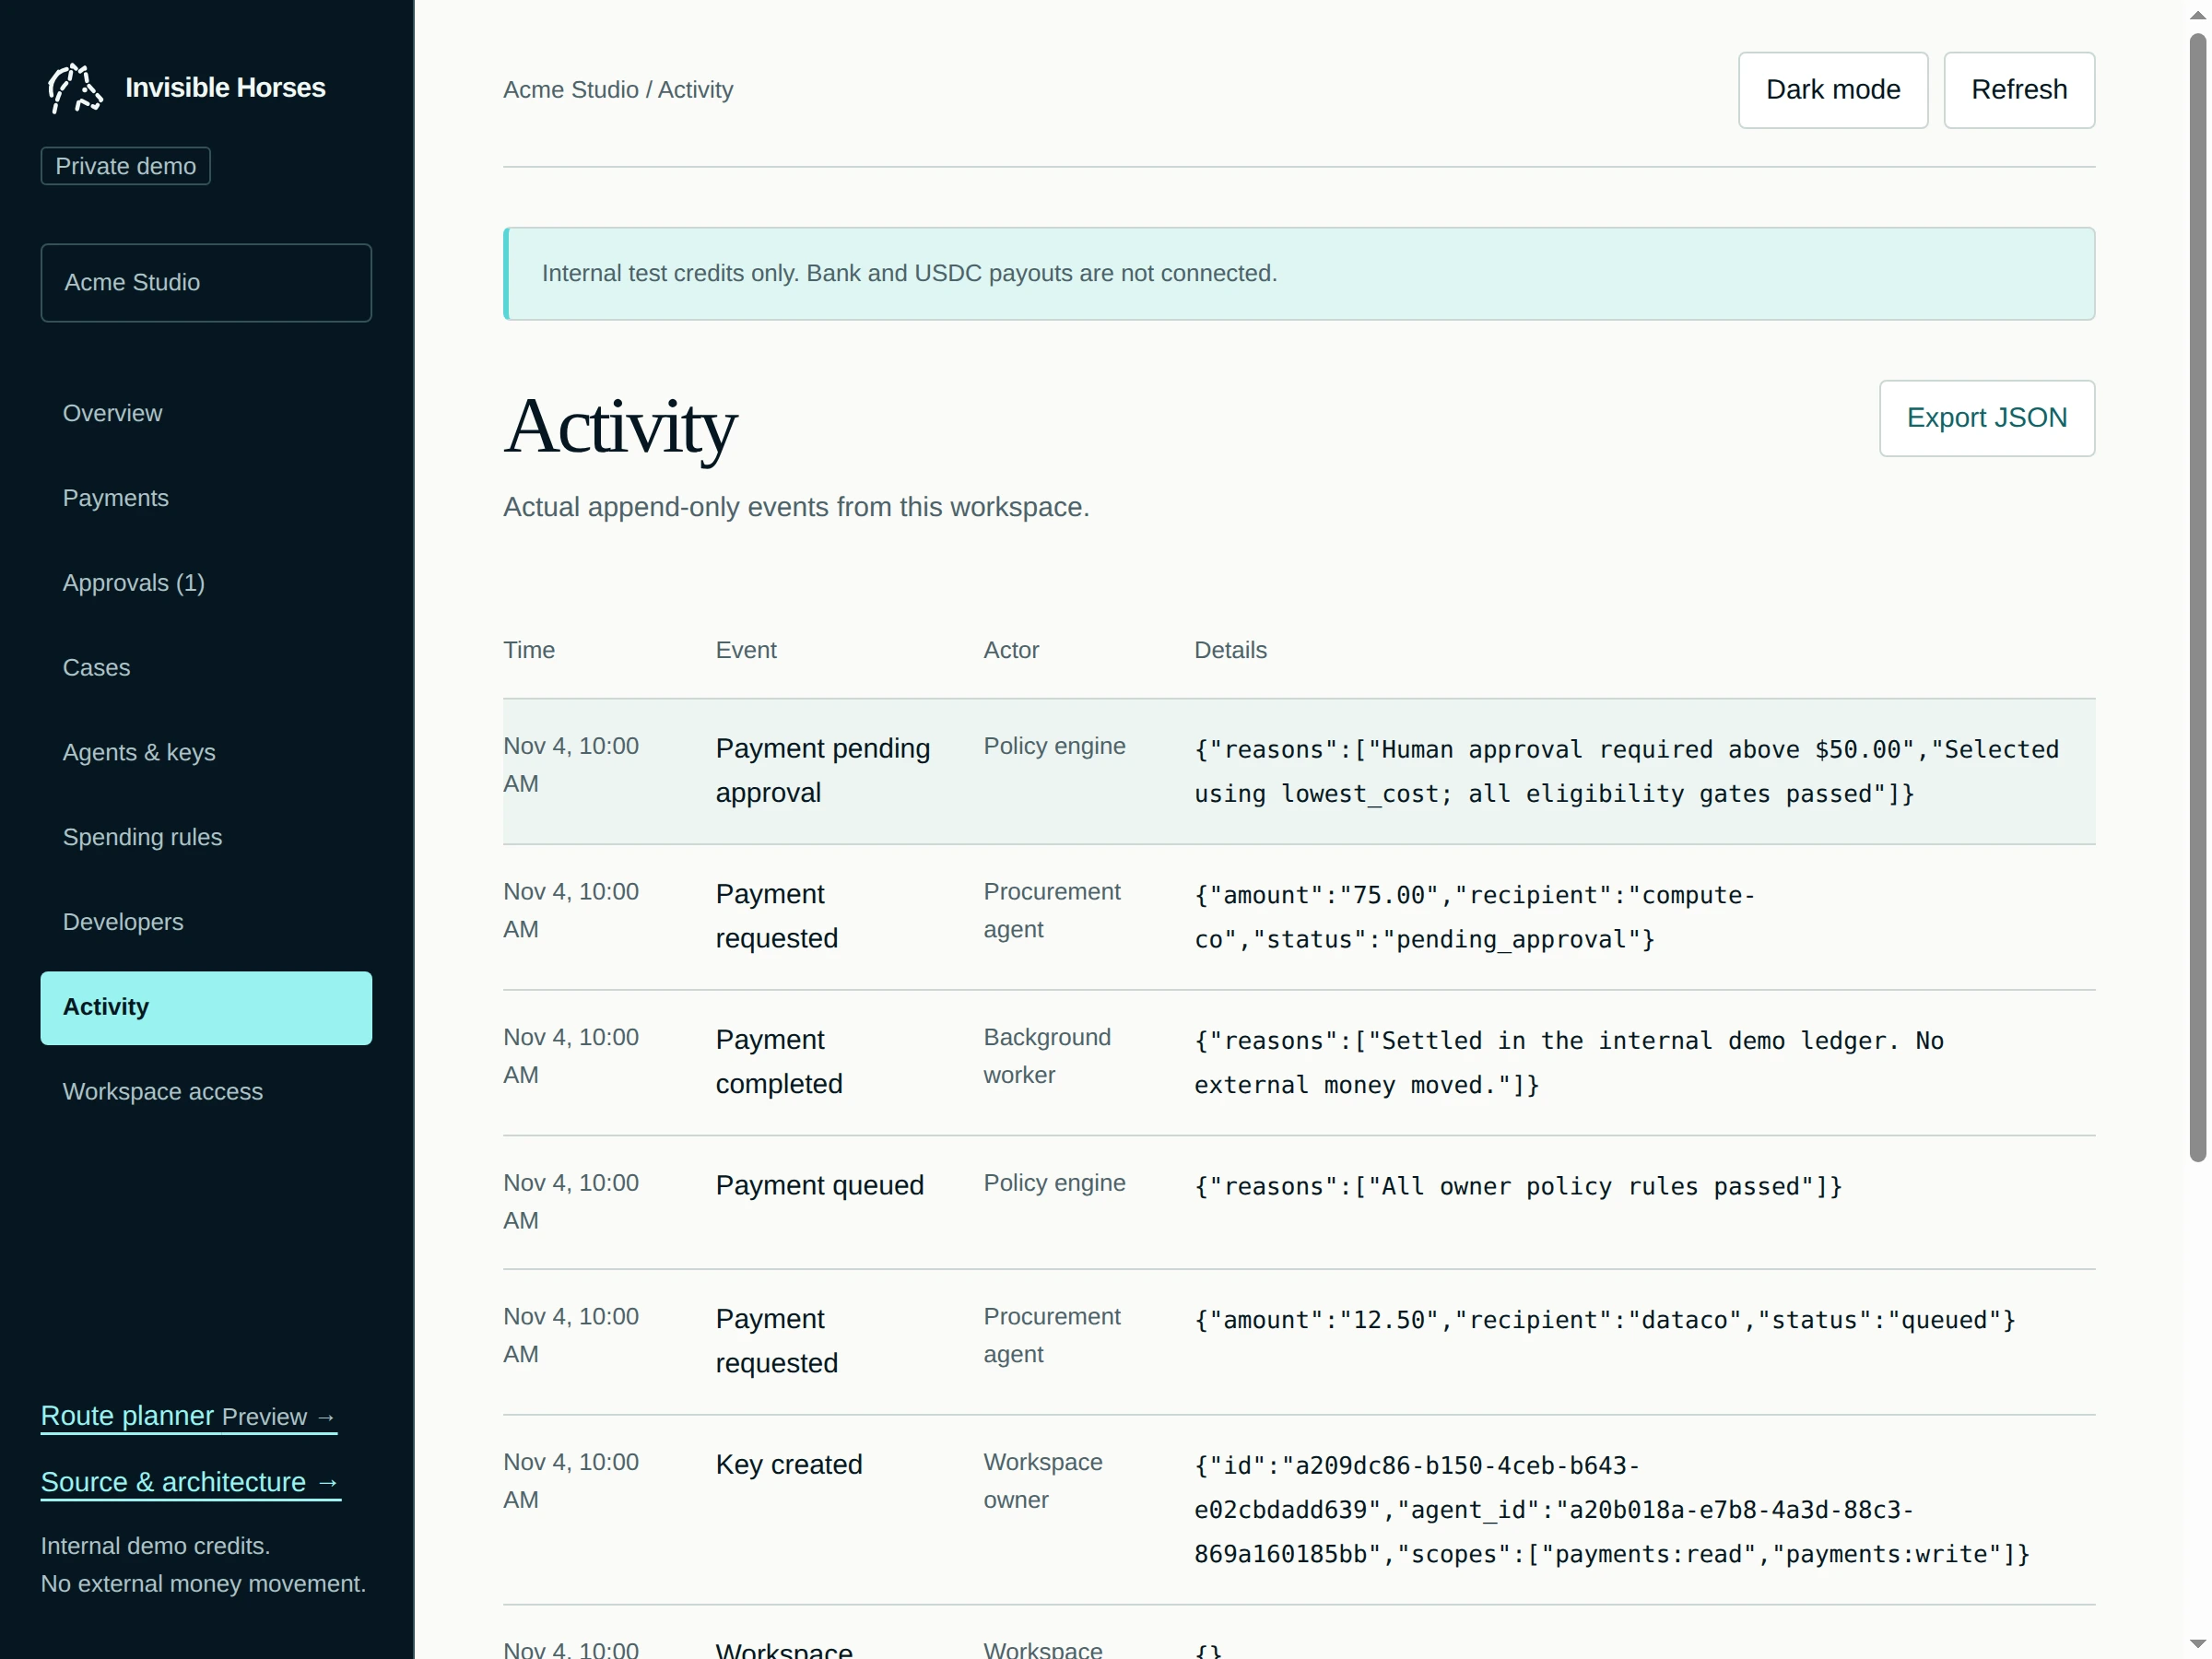 Invisible Horses
Private demo
Acme Studio
Overview
Payments
Approvals (1)
Cases
Agents & keys
Spending rules
Developers
Activity
Workspace access
Route planner Preview →
Source & architecture →
Internal demo credits.
No external money movement.
Acme Studio / Activity
Dark mode
Refresh
Internal test credits only. Bank and USDC payouts are not connected.
Activity
Export JSON
Actual append-only events from this workspace.
Time Event Actor Details
Nov 4, 10:00
AM
Payment pending
approval
Policy engine
{"reasons":["Human approval required above $50.00","Selected
using lowest_cost; all eligibility gates passed"]}
Nov 4, 10:00
AM
Payment
requested
Procurement
agent
{"amount":"75.00","recipient":"compute-
co","status":"pending_approval"}
Nov 4, 10:00
AM
Payment
completed
Background
worker
{"reasons":["Settled in the internal demo ledger. No
external money moved."]}
Nov 4, 10:00
AM
Payment queued
Policy engine
{"reasons":["All owner policy rules passed"]}
Nov 4, 10:00
AM
Payment
requested
Procurement
agent
{"amount":"12.50","recipient":"dataco","status":"queued"}
Nov 4, 10:00
AM
Key created
Workspace
owner
{"id":"a209dc86-b150-4ceb-b643-
e02cbdadd639","agent_id":"a20b018a-e7b8-4a3d-88c3-
869a160185bb","scopes":["payments:read","payments:write"]}
Nov 4, 10:00
Workspace
Workspace
{}